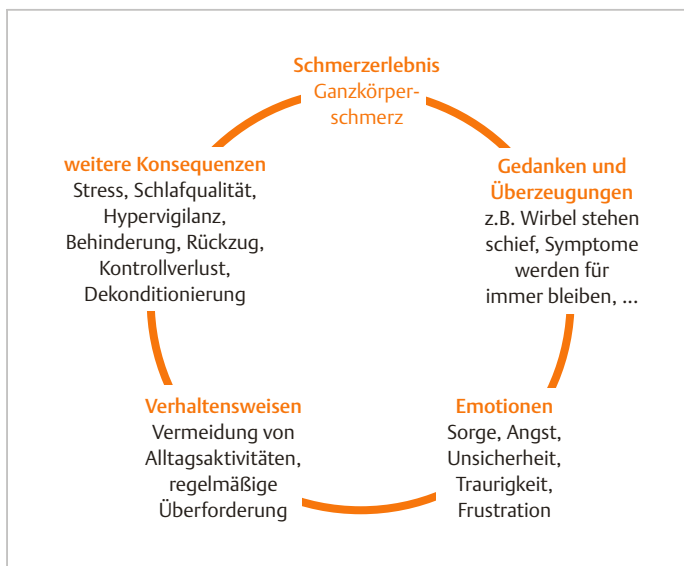 Schmerzerlebnis
Ganzkörper-
schmerz
Gedanken und
Überzeugungen
z.B. Wirbel stehen
schief, Symptome
werden für
immer bleiben, ...
Emotionen
Sorge, Angst,
Unsicherheit,
Traurigkeit,
Frustration
Verhaltensweisen
Vermeidung von
Alltagsaktivitäten,
regelmäßige
Überforderung
weitere Konsequenzen
Stress, Schlafqualität,
Hypervigilanz,
Behinderung, Rückzug,
Kontrollverlust,
Dekonditionierung